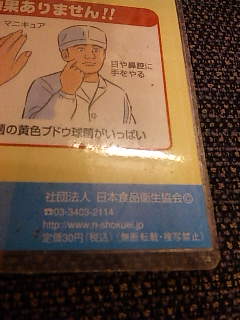 果ありません!!
マニキュア
目や鼻腔に
手をやる
菌の黄色ブドウ球菌がいっぱい
社団法人 日本食品衛生協会©
☎03-3403-2114
http://www.n-shokuei.jp
定価30円(税込)(無断転載・複写禁止)